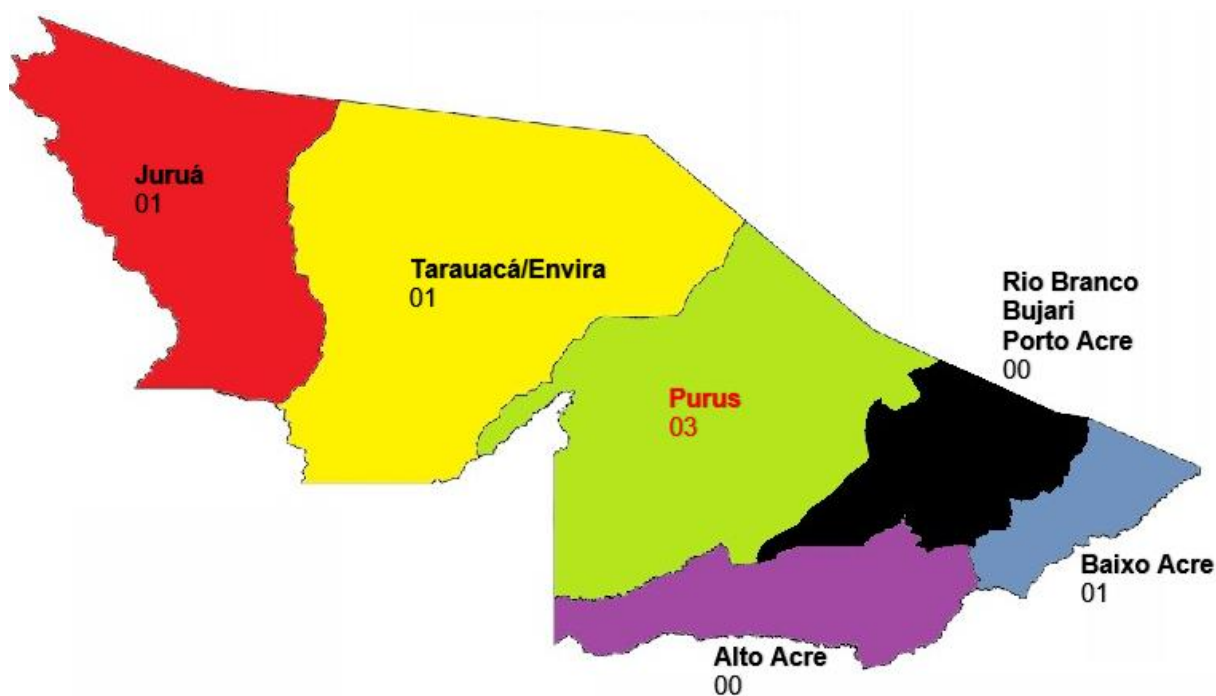 Juruá
01
Tarauacá/Envira
01
Rio Branco
Bujari
Porto Acre
00
Purus
03
Baixo Acre
01
Alto Acre
00